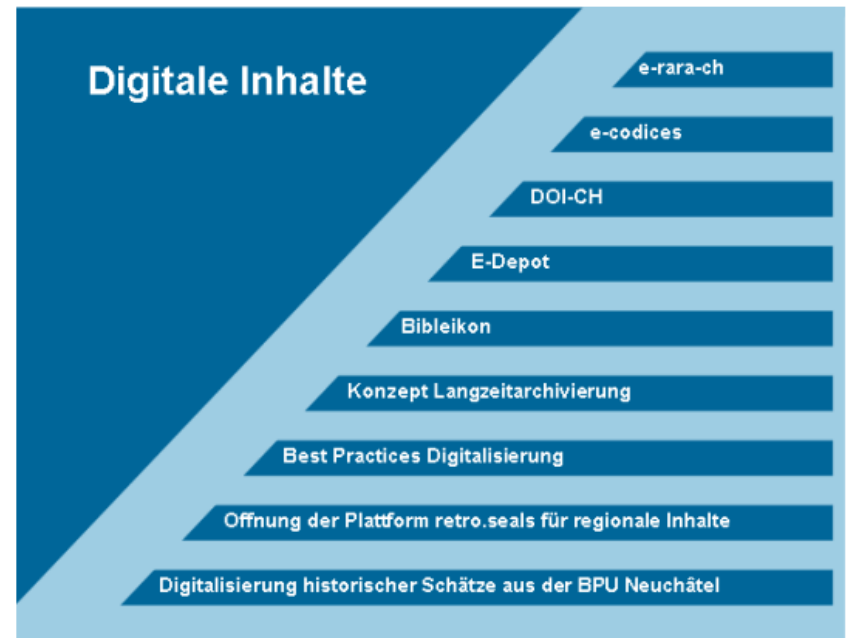 Digitale Inhalte
e-rara-ch
e-codices
DOI-CH
E-Depot
Bibleikon
Konzept Langzeitarchivierung
Best Practices Digitalisierung
Öffnung der Plattform retro.seals für regionale Inhalte
Digitalisierung historischer Schätze aus der BPU Neuchâtel